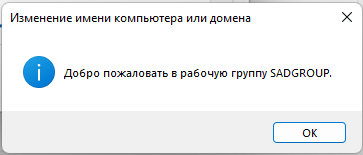 Изменение имени компьютера или домена
Добро пожаловать в рабочую группу SADGROUP.
ОК